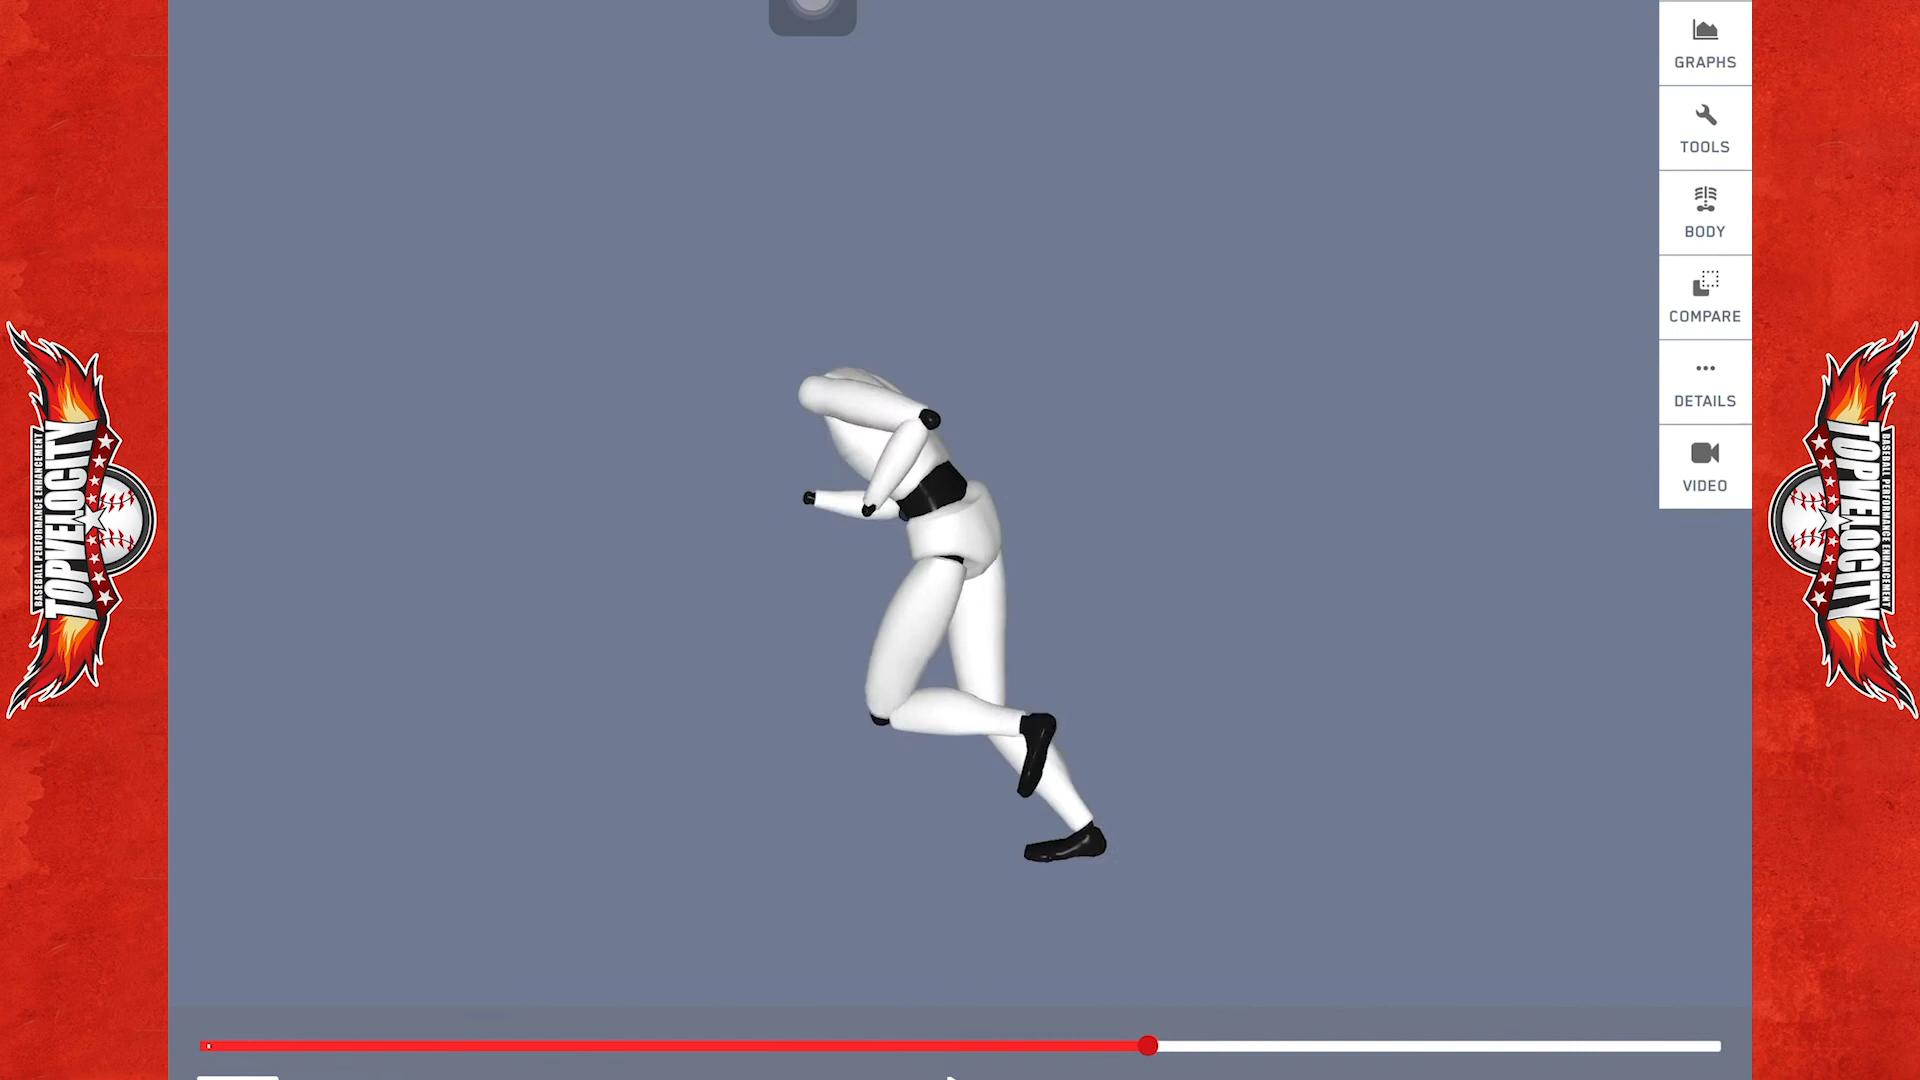 GRAPHS
TOOLS
BODY
COMPARE
DETAILS
VIDEO
BASEBALL PERFORMANCE ENHANCEMENT
TOPVELOCITY
TOPVELOCITY
BASEBALL PERFORMANCE ENHANCEMENT